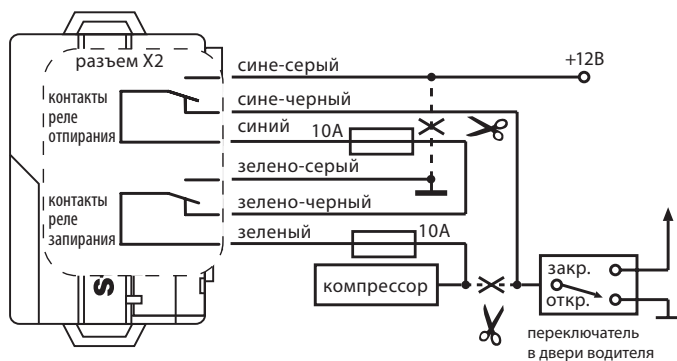 разъем X2
контакты
реле
отпирания
контакты
реле
запирания
S
сине-серый
+12В
сине-черный
синий
10А
зелено-серый
зелено-черный
зеленый
10А
компрессор
закр.
откр.
переключатель
в двери водителя